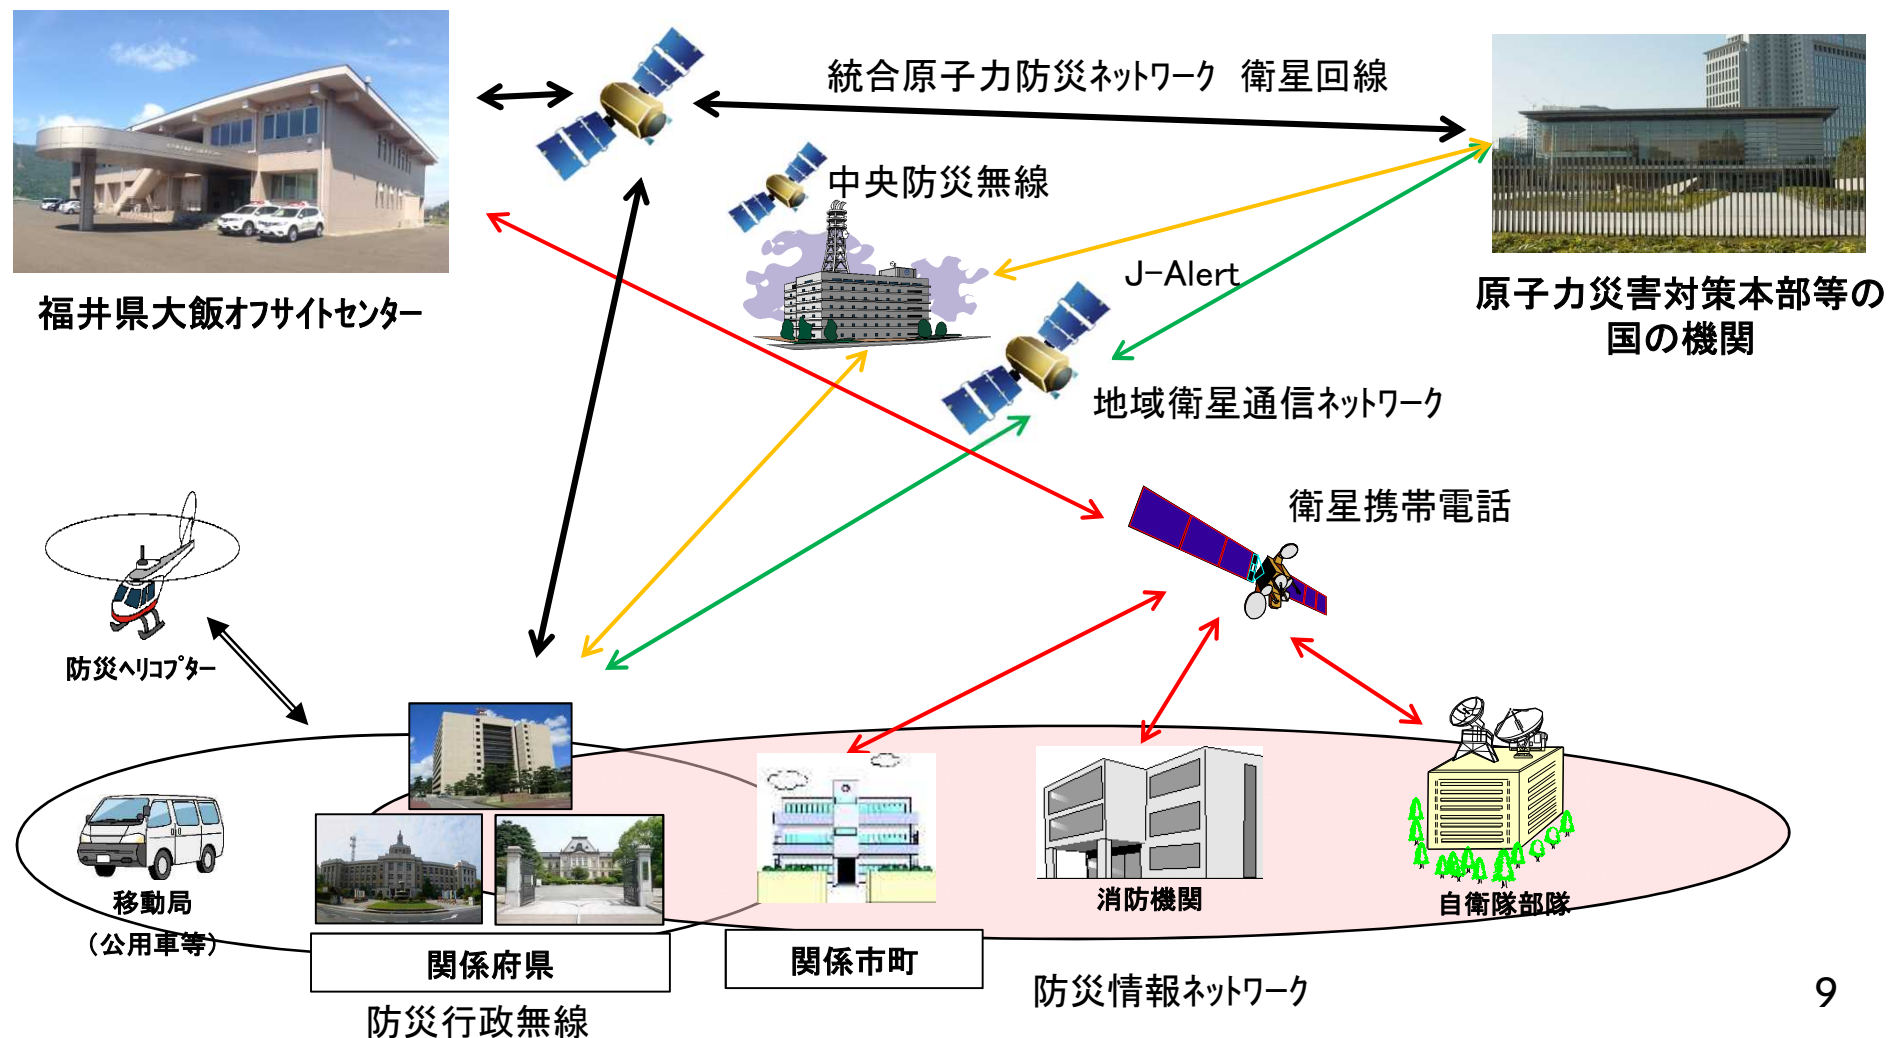 統合原子力防災ネットワーク 衛星回線
中央防災無線
J-Alert
福井県大飯オフサイトセンター
原子力災害対策本部等の
国の機関
地域衛星通信ネットワーク
衛星携帯電話
防災ヘリコプター
移動局
（公用車等）
消防機関
自衛隊部隊
関係府県
関係市町
防災情報ネットワーク
防災行政無線
9